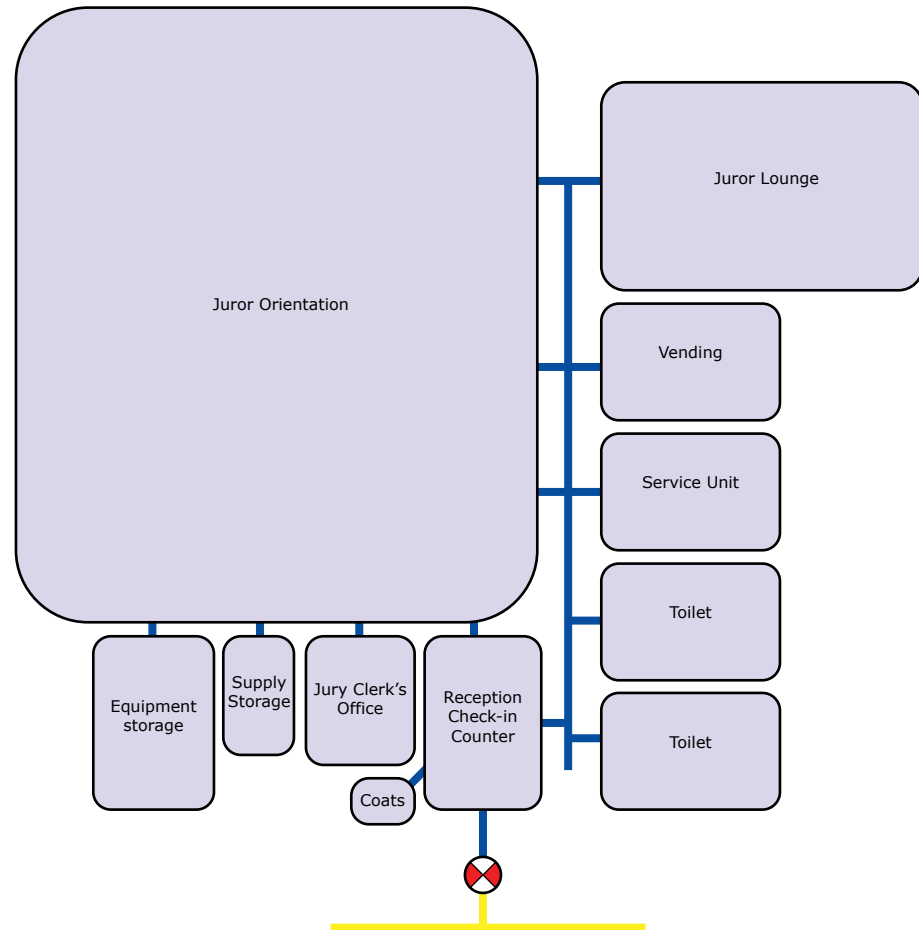 Juror Lounge
Juror Orientation
Vending
Service Unit
Toilet
Equipment
storage
Supply
Storage
Jury Clerk’s
Office
Reception
Check-in
Counter
Toilet
Coats